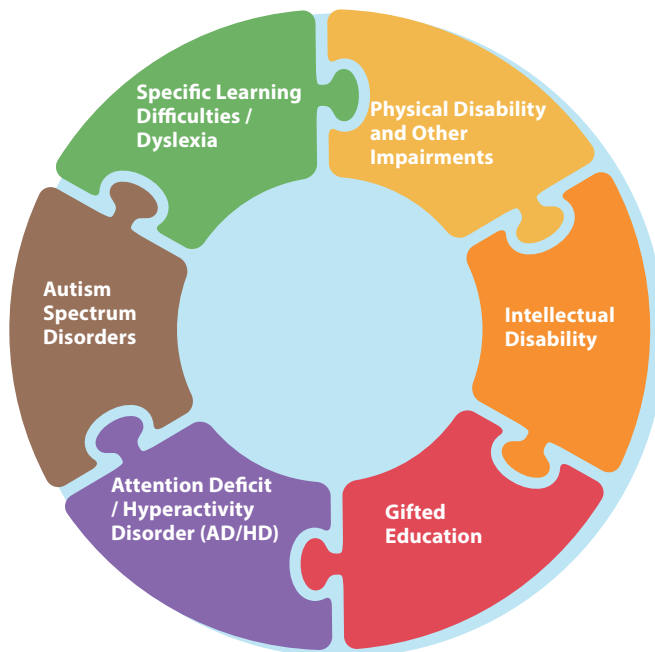 Specific Learning
Difficulties /
Dyslexia
Physical Disability
and Other
Impairments
Intellectual
Disability
Gifted
Education
Attention Deficit
/ Hyperactivity
Disorder (AD/HD)
Autism
Spectrum
Disorders